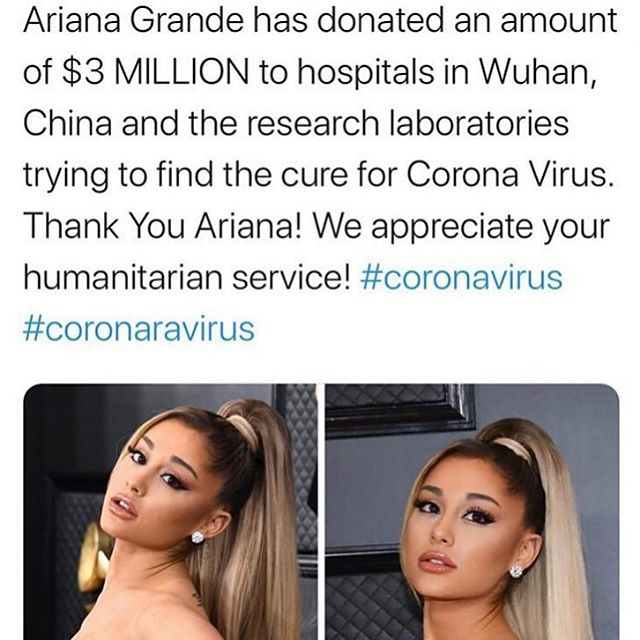 Ariana Grande has donated an amount
of $3 MILLION to hospitals in Wuhan,
China and the research laboratories
trying to find the cure for Corona Virus.
Thank You Ariana! We appreciate your
humanitarian service! #coronavirus
#coronaravirus